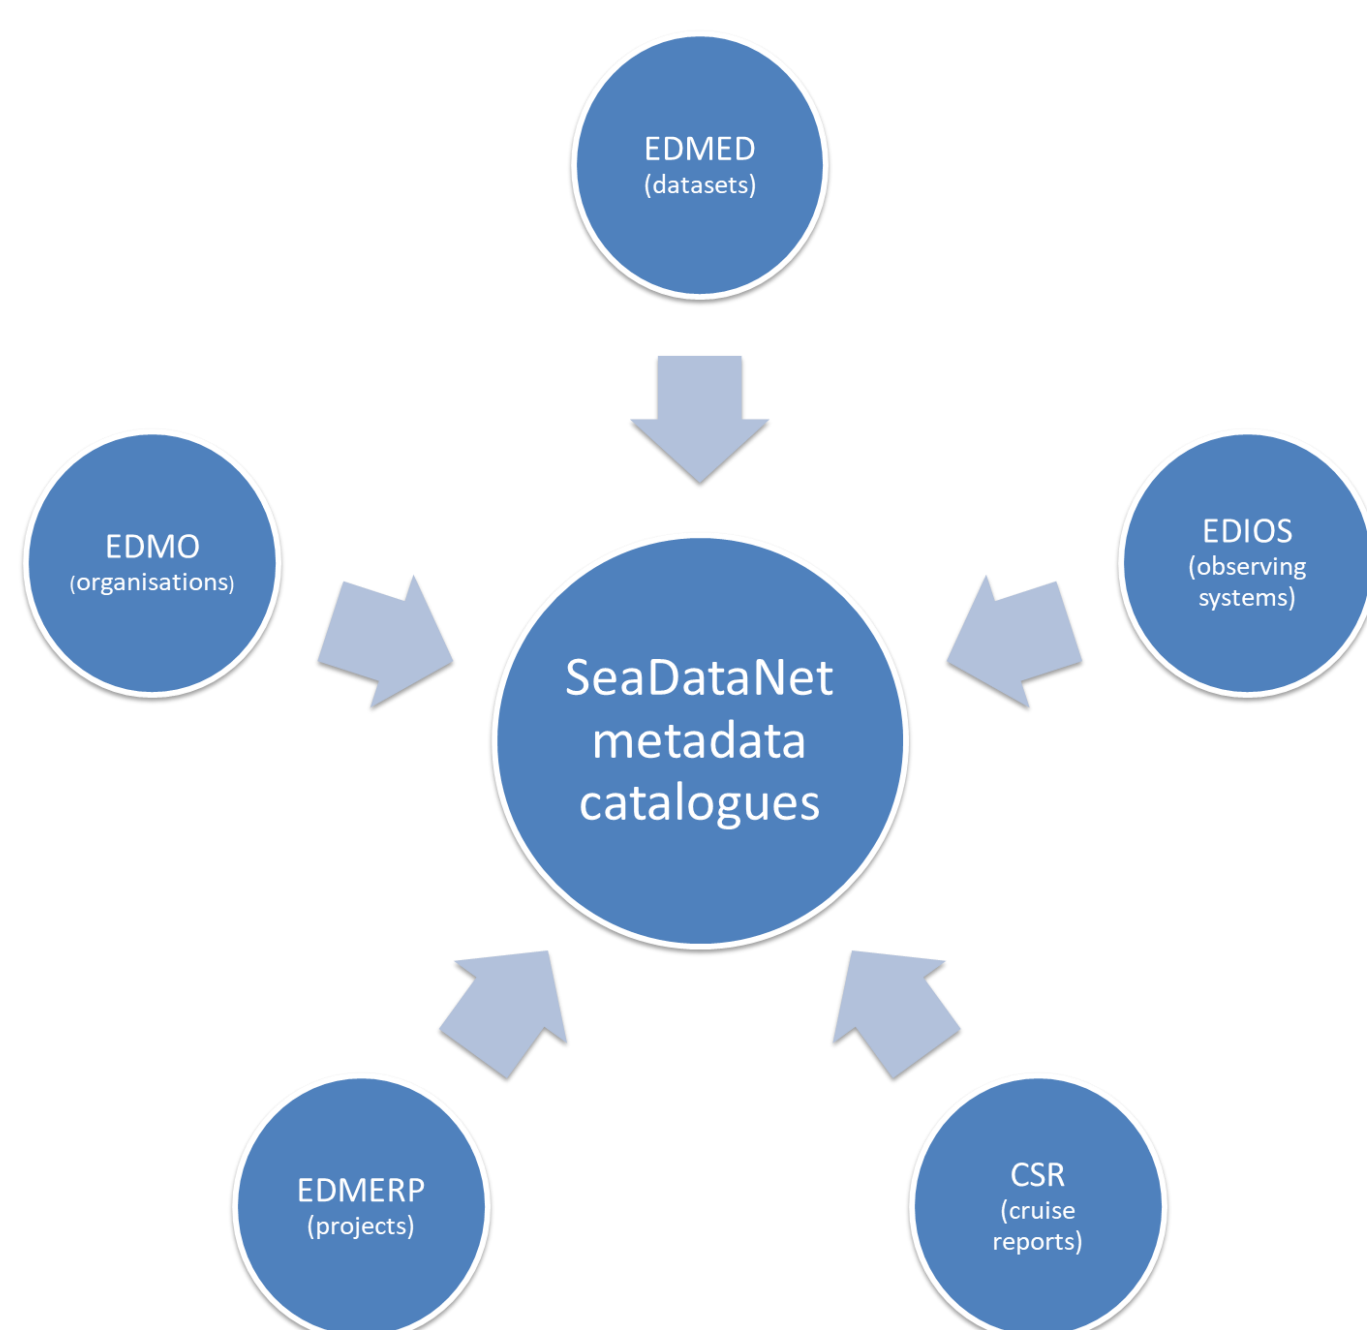 EDMED
(datasets)
EDMO
(organisations)
EDIOS
(observing
systems)
SeaDataNet
metadata
catalogues
EDMERP
(projects)
CSR
(cruise
reports)